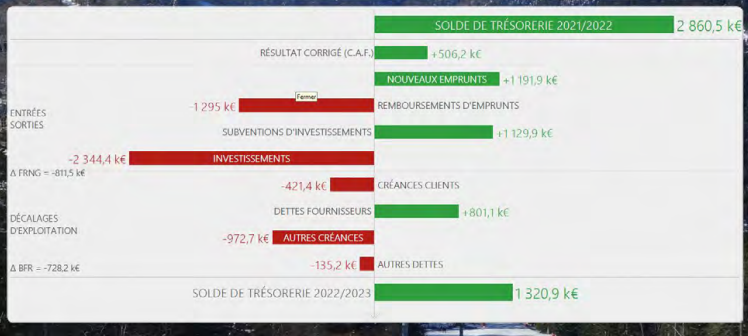 SOLDE DE TRÉSORERIE 2021/2022 2 860,5 k€
RÉSULTAT CORRIGÉ (C.A.F.) +506,2 k€
NOUVEAUX EMPRUNTS +1 191,9 k€
Fermer
-1 295 k€ REMBOURSEMENTS D'EMPRUNTS
ENTRÉES
SORTIES
SUBVENTIONS D'INVESTISSEMENTS +1 129,9 k€
-2 344,4 k€ INVESTISSEMENTS
Δ FRNG = -811,5 k€
-421,4 k€ CRÉANCES CLIENTS
DETTES FOURNISSEURS +801,1 k€
DÉCALAGES
D'EXPLOITATION
-972,7 k€ AUTRES CRÉANCES
Δ BFR = -728,2 k€
-135,2 k€ AUTRES DETTES
SOLDE DE TRÉSORERIE 2022/2023 1 320,9 k€